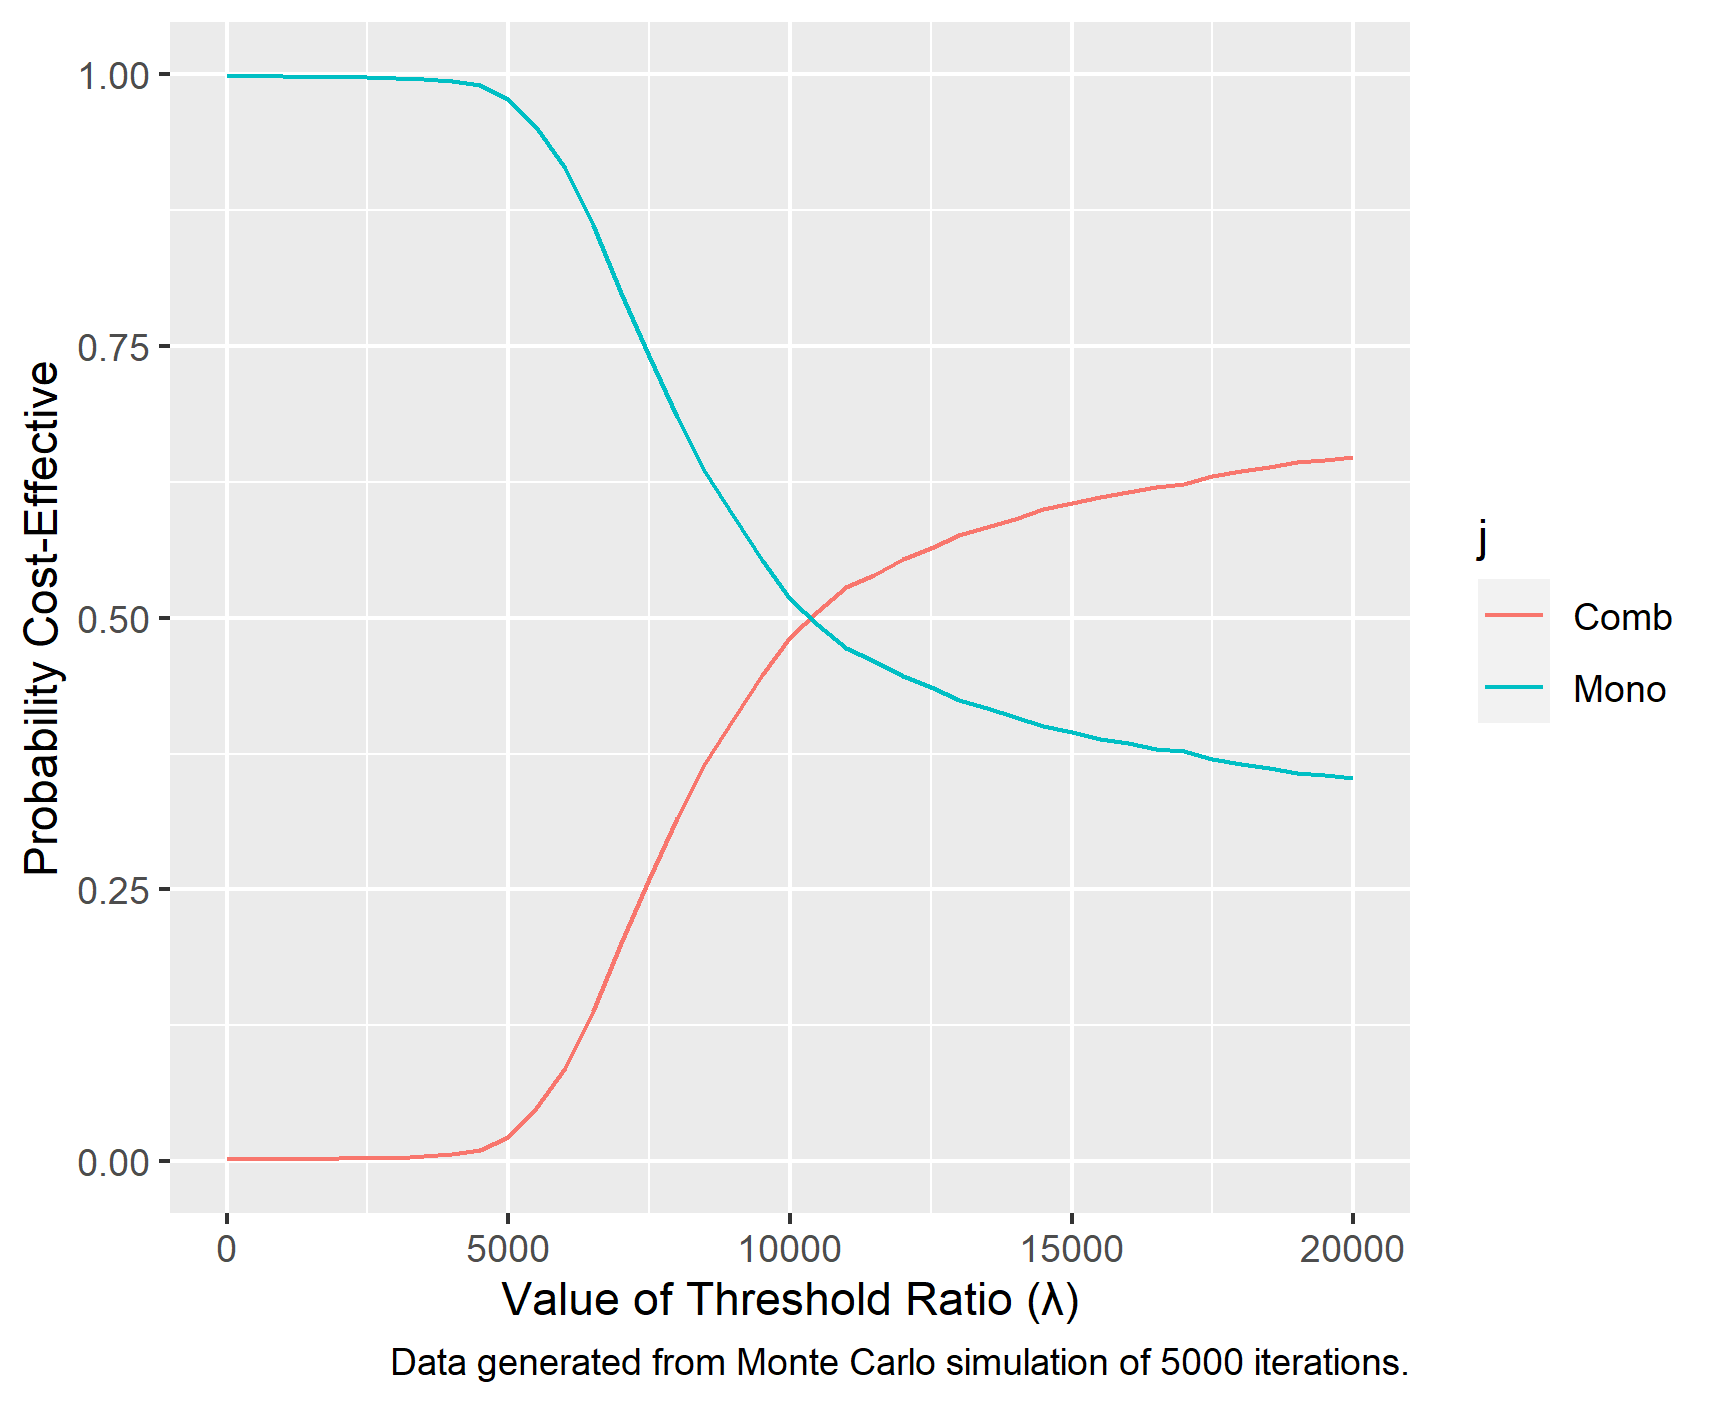 1.00
0.75
0.50
0.25
0.00
Probability Cost-Effective
0 5000 10000 15000 20000
Value of Threshold Ratio (λ)
Data generated from Monte Carlo simulation of 5000 iterations.
j
Comb
Mono